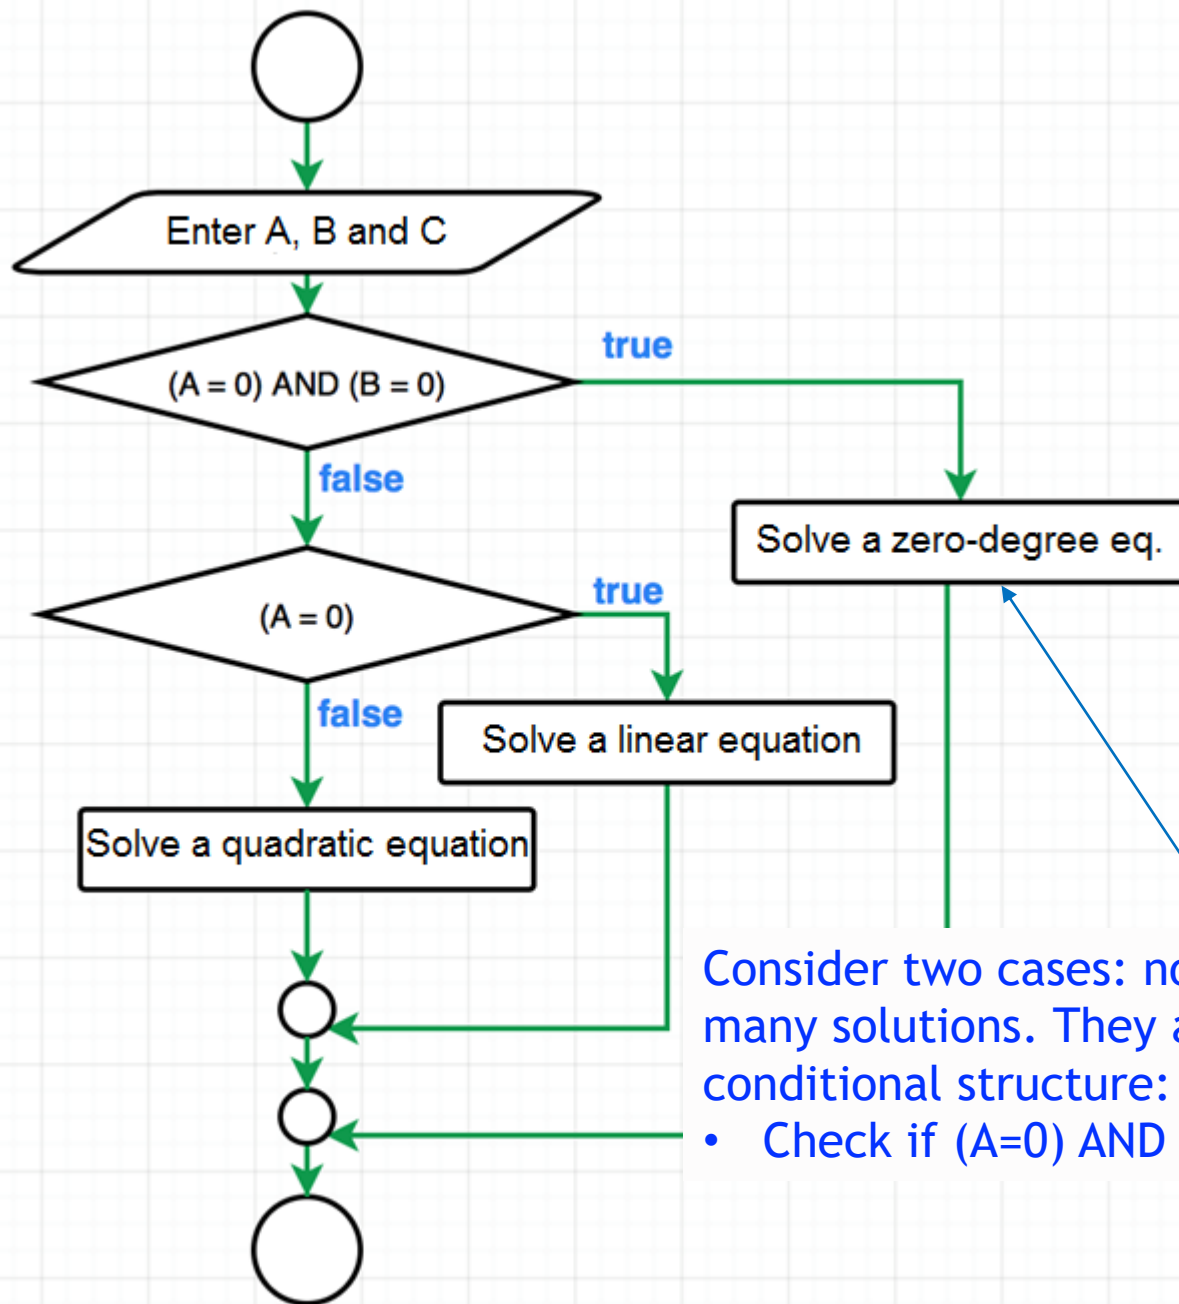 Enter A, B and C
true
(A = 0) AND (B = 0)
false
Solve a zero-degree eq.
true
(A = 0)
false
Solve a linear equation
Solve a quadratic equation
Consider two cases: no
many solutions. They a
conditional structure:
• Check if (A=0) AND